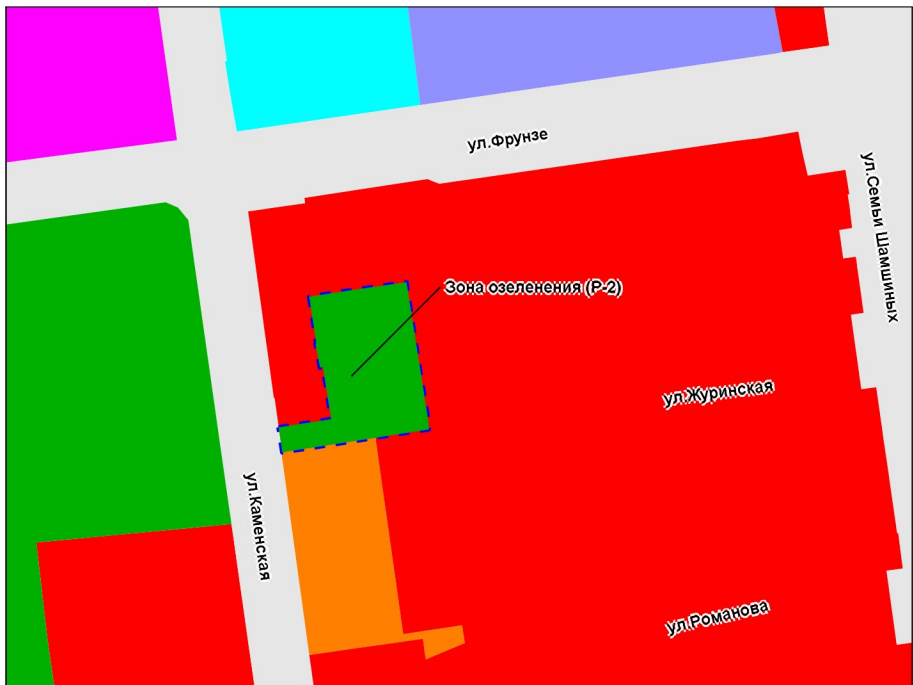 ул.Фрунзе
ул.Семьи Шамшиных
Зона озеленения (Р-2)
ул.Журинская
ул.Каменская
ул.Романова